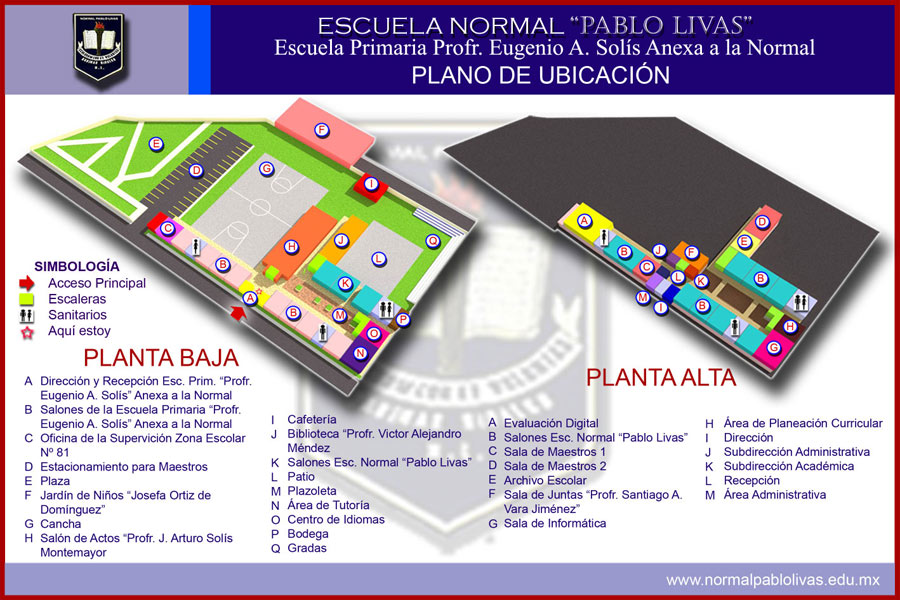 NORMAL PABLO LIVAS
ESCUELA NORMAL “PABLO LIVAS”
Escuela Primaria Profr. Eugenio A. Solís Anexa a la Normal
PLANO DE UBICACIÓN
F
E
D
G
I
C
Q
H
J
L
B
K
A
B
M
P
O
N
A
D
B
J
F
E
C
L
K
B
M
I
B
H
G
SIMBOLOGÍA
Acceso Principal
Escaleras
Sanitarios
Aquí estoy
PLANTA BAJA
A Dirección y Recepción Esc. Prim. “Profr.
Eugenio A. Solís” Anexa a la Normal
B Salones de la Escuela Primaria “Profr.
Eugenio A. Solís” Anexa a la Normal
C Oficina de la Supervición Zona Escolar
Nº 81
D Estacionamiento para Maestros
E Plaza
F Jardín de Niños “Josefa Ortiz de
Domínguez”
G Cancha
H Salón de Actos “Profr. J. Arturo Solís
Montemayor
I Cafetería
J Biblioteca “Profr. Victor Alejandro
Méndez
K Salones Esc. Normal “Pablo Livas”
L Patio
M Plazoleta
N Área de Tutoría
O Centro de Idiomas
P Bodega
Q Gradas
PLANTA ALTA
A Evaluación Digital
B Salones Esc. Normal “Pablo Livas”
C Sala de Maestros 1
D Sala de Maestros 2
E Archivo Escolar
F Sala de Juntas “Profr. Santiago A.
Vara Jiménez”
G Sala de Informática
H Área de Planeación Curricular
I Dirección
J Subdirección Administrativa
K Subdirección Académica
L Recepción
M Área Administrativa
www.normalpablolivas.edu.mx